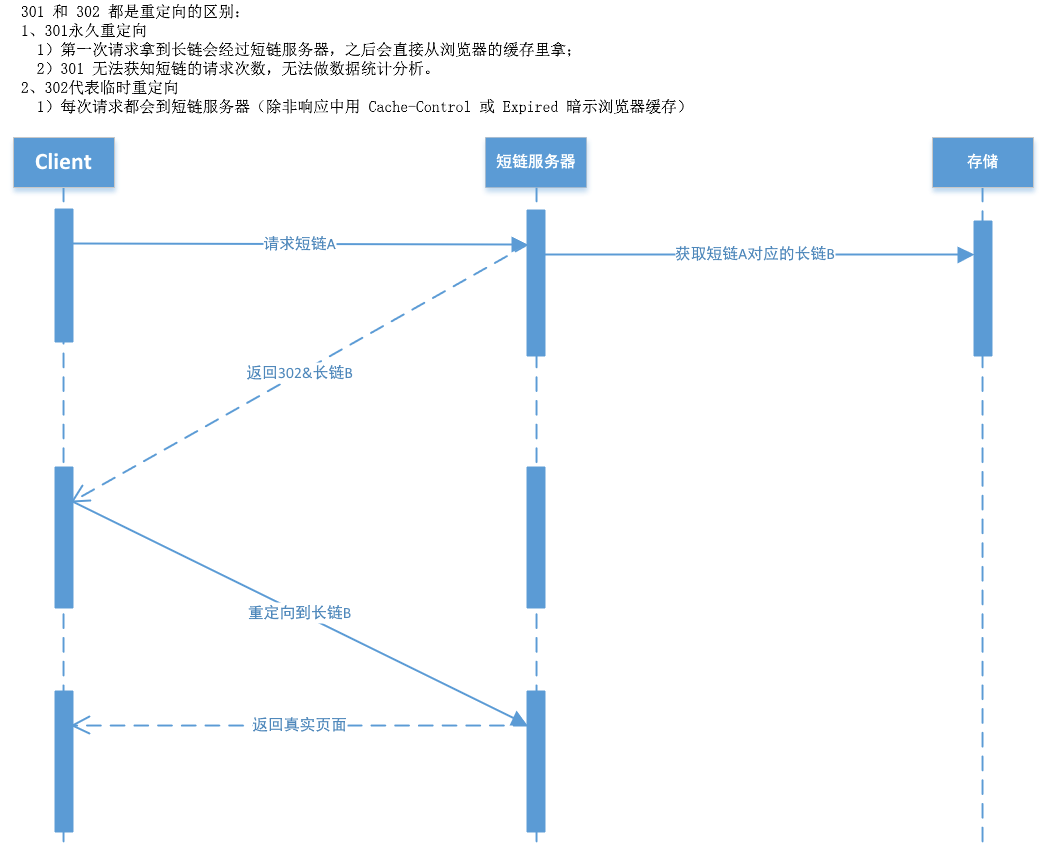 301 和 302 都是重定向的区别：
1、301永久重定向
1）第一次请求拿到长链会经过短链服务器，之后会直接从浏览器的缓存里拿；
2）301 无法获知短链的请求次数，无法做数据统计分析。
2、302代表临时重定向
1）每次请求都会到短链服务器（除非响应中用 Cache-Control 或 Expired 暗示浏览器缓存）
Client
短链服务器
存储
请求短链A
获取短链A对应的长链B
返回302&长链B
重定向到长链B
返回真实页面